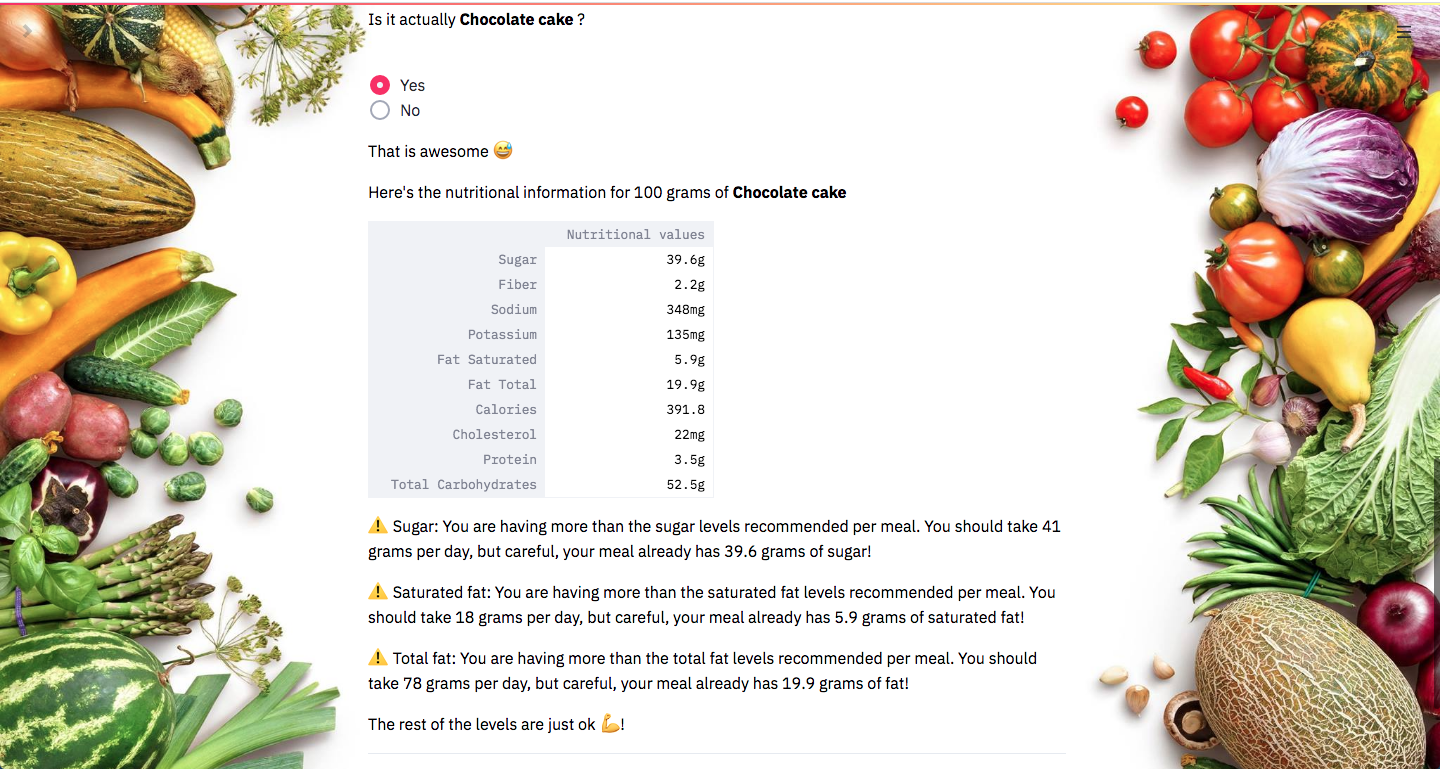 Is it actually Chocolate cake ?
Yes
No
That is awesome 😅
Here's the nutritional information for 100 grams of Chocolate cake
Nutritional values
Sugar 39.6g
Fiber 2.2g
Sodium 348mg
Potassium 135mg
Fat Saturated 5.9g
Fat Total 19.9g
Calories 391.8
Cholesterol 22mg
Protein 3.5g
Total Carbohydrates 52.5g
⚠️ Sugar: You are having more than the sugar levels recommended per meal. You should take 41
grams per day, but careful, your meal already has 39.6 grams of sugar!
⚠️ Saturated fat: You are having more than the saturated fat levels recommended per meal. You
should take 18 grams per day, but careful, your meal already has 5.9 grams of saturated fat!
⚠️ Total fat: You are having more than the total fat levels recommended per meal. You should
take 78 grams per day, but careful, your meal already has 19.9 grams of fat!
The rest of the levels are just ok 💪!